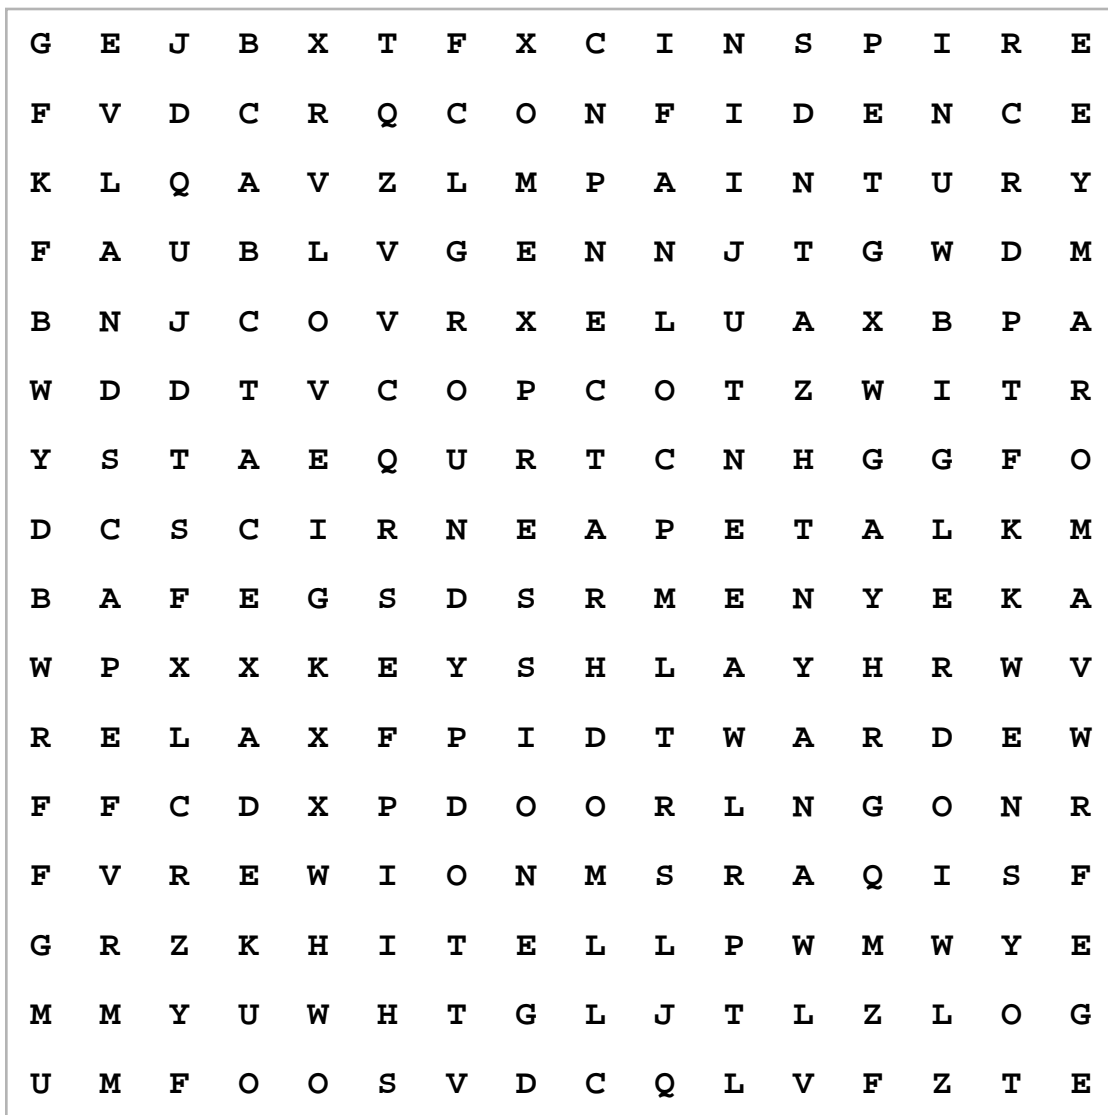 G E J B X T F X C I N S P I R E
F V D C R Q C O N F I D E N C E
K L Q A V Z L M P A I N T U R Y
F A U B L V G E N N J T G W D M
B N J C O V R X E L U A X B P A
W D D T V C O P C O T Z W I T R
Y S T A E Q U R T C N H G G F O
D C S C I R N E A P E T A L K M
B A F E G S D S R M E N Y E K A
W P X X K E Y S H L A Y H R W V
R E L A X F P I D T W A R D E W
F F C D X P D O O R L N G O N R
F V R E W I O N M S R A Q I S F
G R Z K H I T E L L P W M W Y E
M M Y U W H T G L J T L Z L O G
U M F O O S V D C Q L V F Z T E